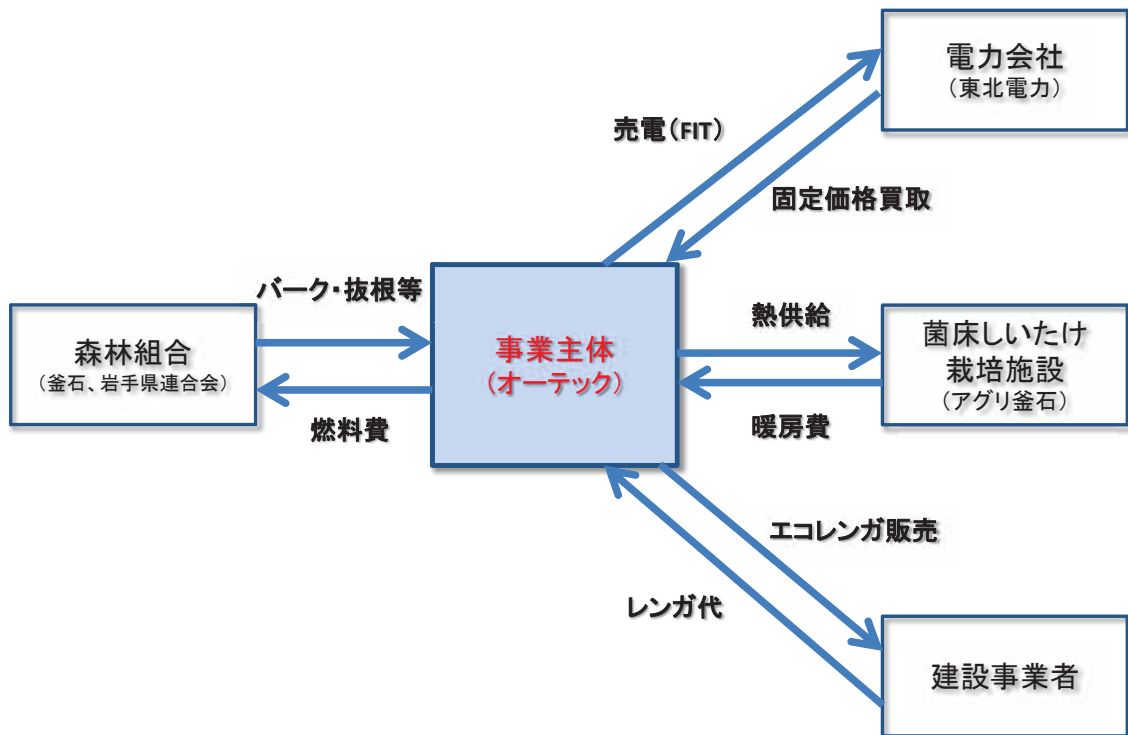 電力会社
（東北電力）
売電（FIT）
固定価格買取
バーク・抜根等
森林組合
（釜石、岩手県連合会）
燃料費
事業主体
（オーテック）
熱供給
菌床しいたけ
栽培施設
（アグリ釜石）
暖房費
エコレンガ販売
レンガ代
建設事業者